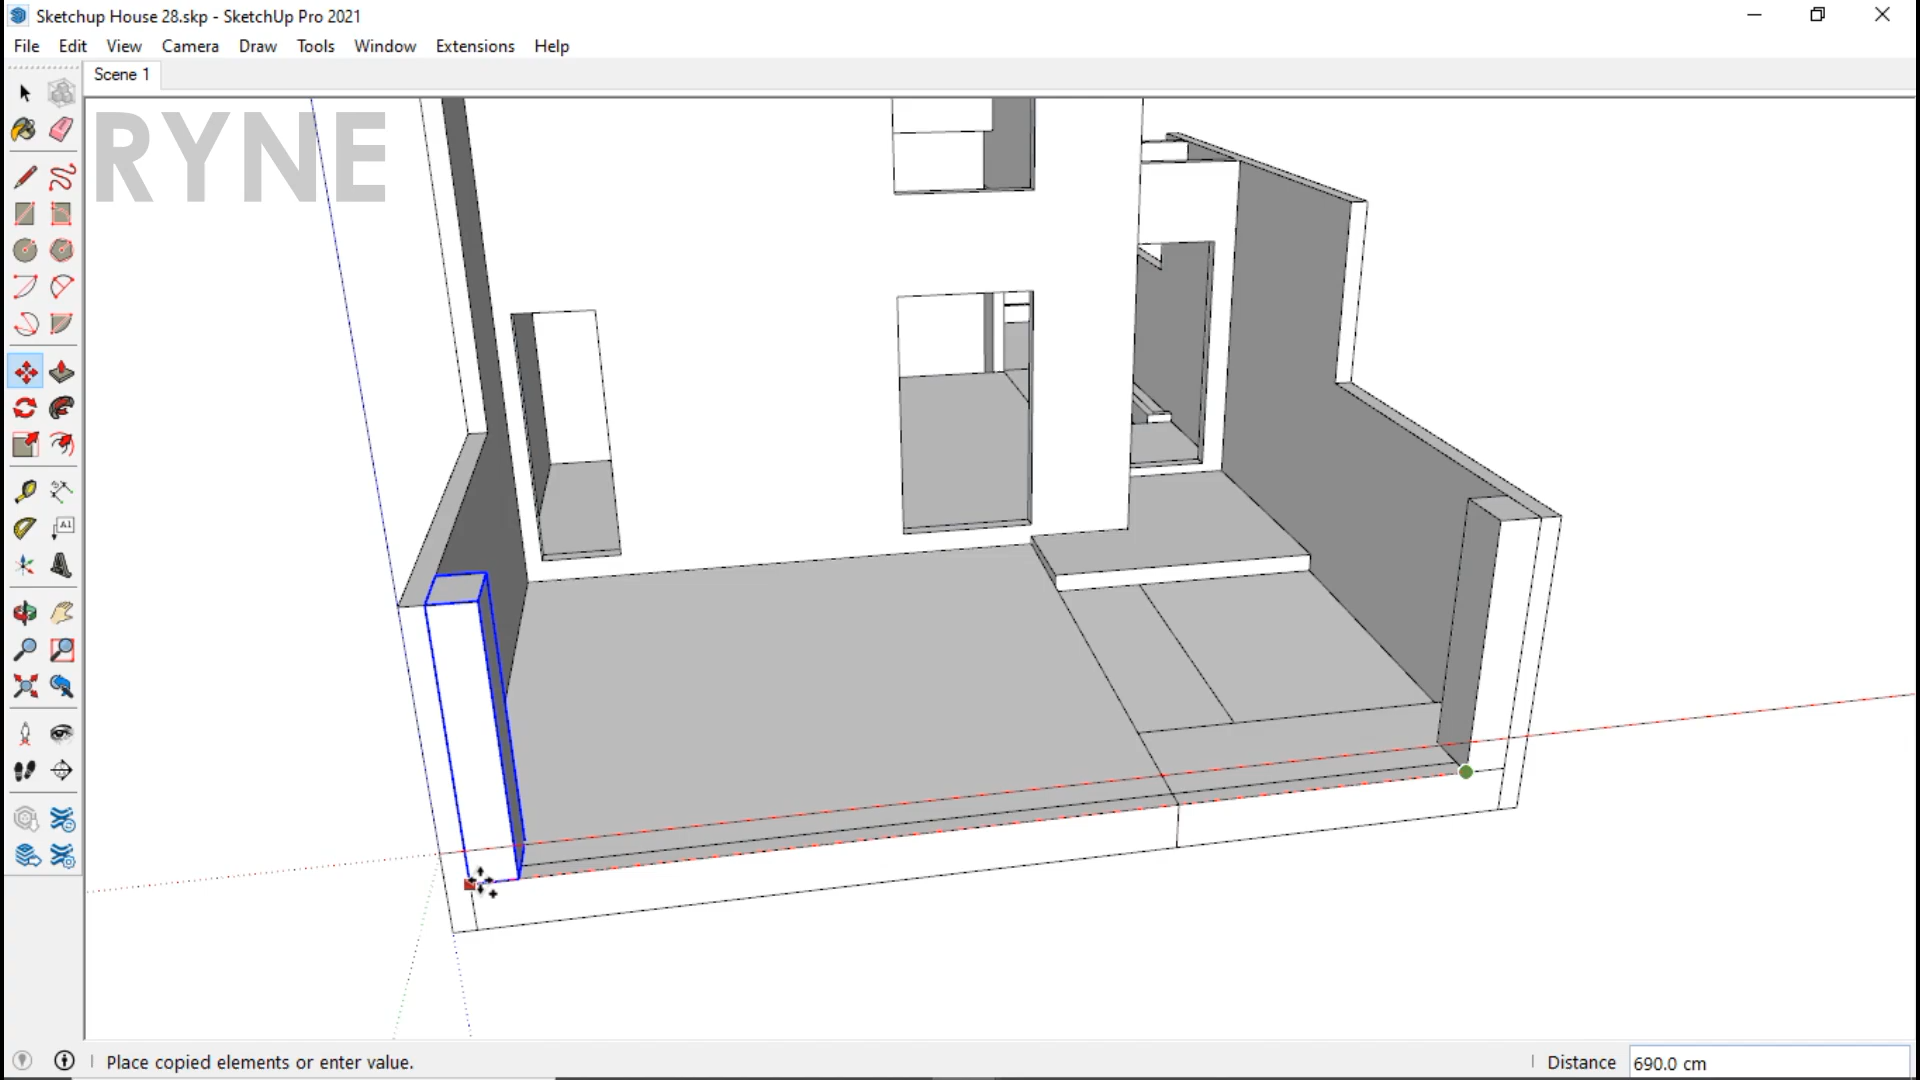 Sketchup House 28.skp - SketchUp Pro 2021
File Edit View Camera Draw Tools Window Extensions Help
Scene 1
RYNE
A1
Place copied elements or enter value.
Distance 690.0 cm